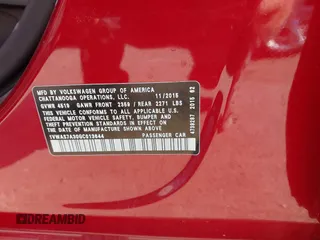 MFD. BY VOLKSWAGEN GROUP OF AMERICA
CHATTANOOGA OPERATIONS, LLC. 11/2015
GVWR 4619 GAWR FRONT 2359 / REAR 2271 LBS
THIS VEHICLE CONFORMS TO ALL APPLICABLE FEDERAL
MOTOR VEHICLE SAFETY, BUMPER, AND
THEFT PREVENTION STANDARDS IN EFFECT ON THE
DATE OF MANUFACTURE SHOWN ABOVE.
PASSENGER CAR
DREAMBID